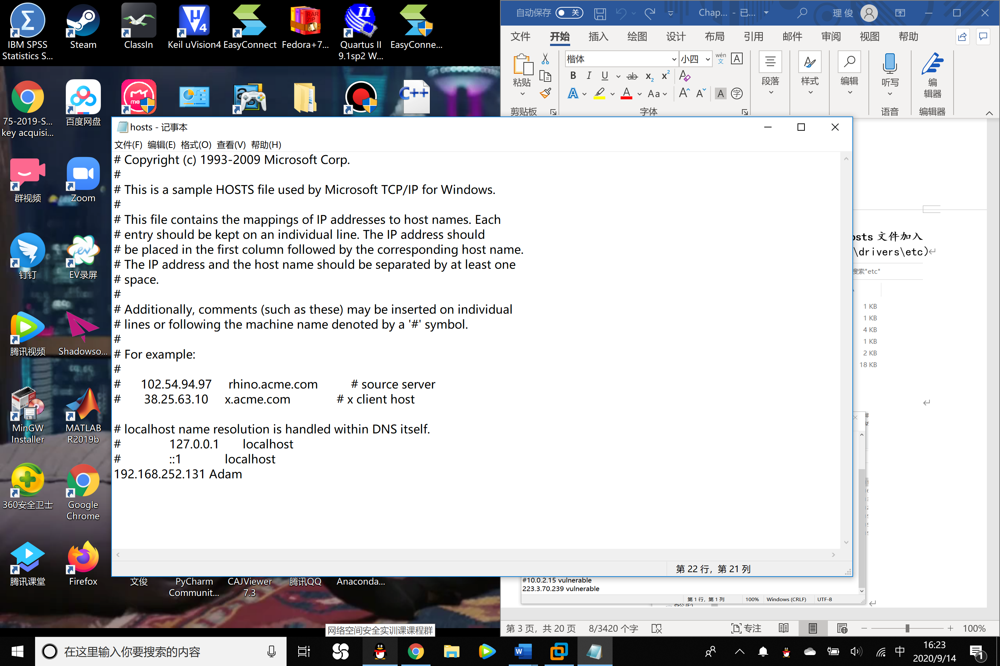 IBM SPSS
Statistics S...
Steam
ClassIn
Keil uVision4
EasyConnect
Fedora+7...
Quartus II
9.1sp2 W...
EasyConne...
75-2019-S...
key acquisi...
百度网盘
群视频
Zoom
钉钉
EV录屏
腾讯视频
Shadowso...
MinGW
Installer
MATLAB
R2019b
360安全卫士
Google
Chrome
腾讯课堂
Firefox
文俊
PyCharm
Communit...
CAJViewer
7.3
腾讯QQ
Anaconda...
自动保存 关
Chap... - 已...
理 俊
文件 开始 插入 绘图 设计 布局 引用 邮件 审阅 视图 帮助
粘贴
剪贴板
楷体 小四
wén
文
字体
段落
样式
编辑
听写
语音
编
辑器
编辑器
hosts - 记事本
文件(F) 编辑(E) 格式(O) 查看(V) 帮助(H)
# Copyright (c) 1993-2009 Microsoft Corp.
#
# This is a sample HOSTS file used by Microsoft TCP/IP for Windows.
#
# This file contains the mappings of IP addresses to host names. Each
# entry should be kept on an individual line. The IP address should
# be placed in the first column followed by the corresponding host name.
# The IP address and the host name should be separated by at least one
# space.
#
# Additionally, comments (such as these) may be inserted on individual
# lines or following the machine name denoted by a '#' symbol.
#
# For example:
#
# 102.54.94.97 rhino.acme.com # source server
# 38.25.63.10 x.acme.com # x client host
# localhost name resolution is handled within DNS itself.
# 127.0.0.1 localhost
# ::1 localhost
192.168.252.131 Adam
第 22 行，第 21 列
osts 文件加入
\drivers\etc)
搜索"etc"
1 KB
1 KB
4 KB
1 KB
2 KB
18 KB
#10.0.2.15 vulnerable
223.3.70.239 vulnerable
第 1 行，第 1 列 100% Windows (CRLF) UTF-8
第 3 页，共 20 页 8/3420 个字 专注 100%
网络空间安全实训课课程群
在这里输入你要搜索的内容
中
16:23
2020/9/14
1